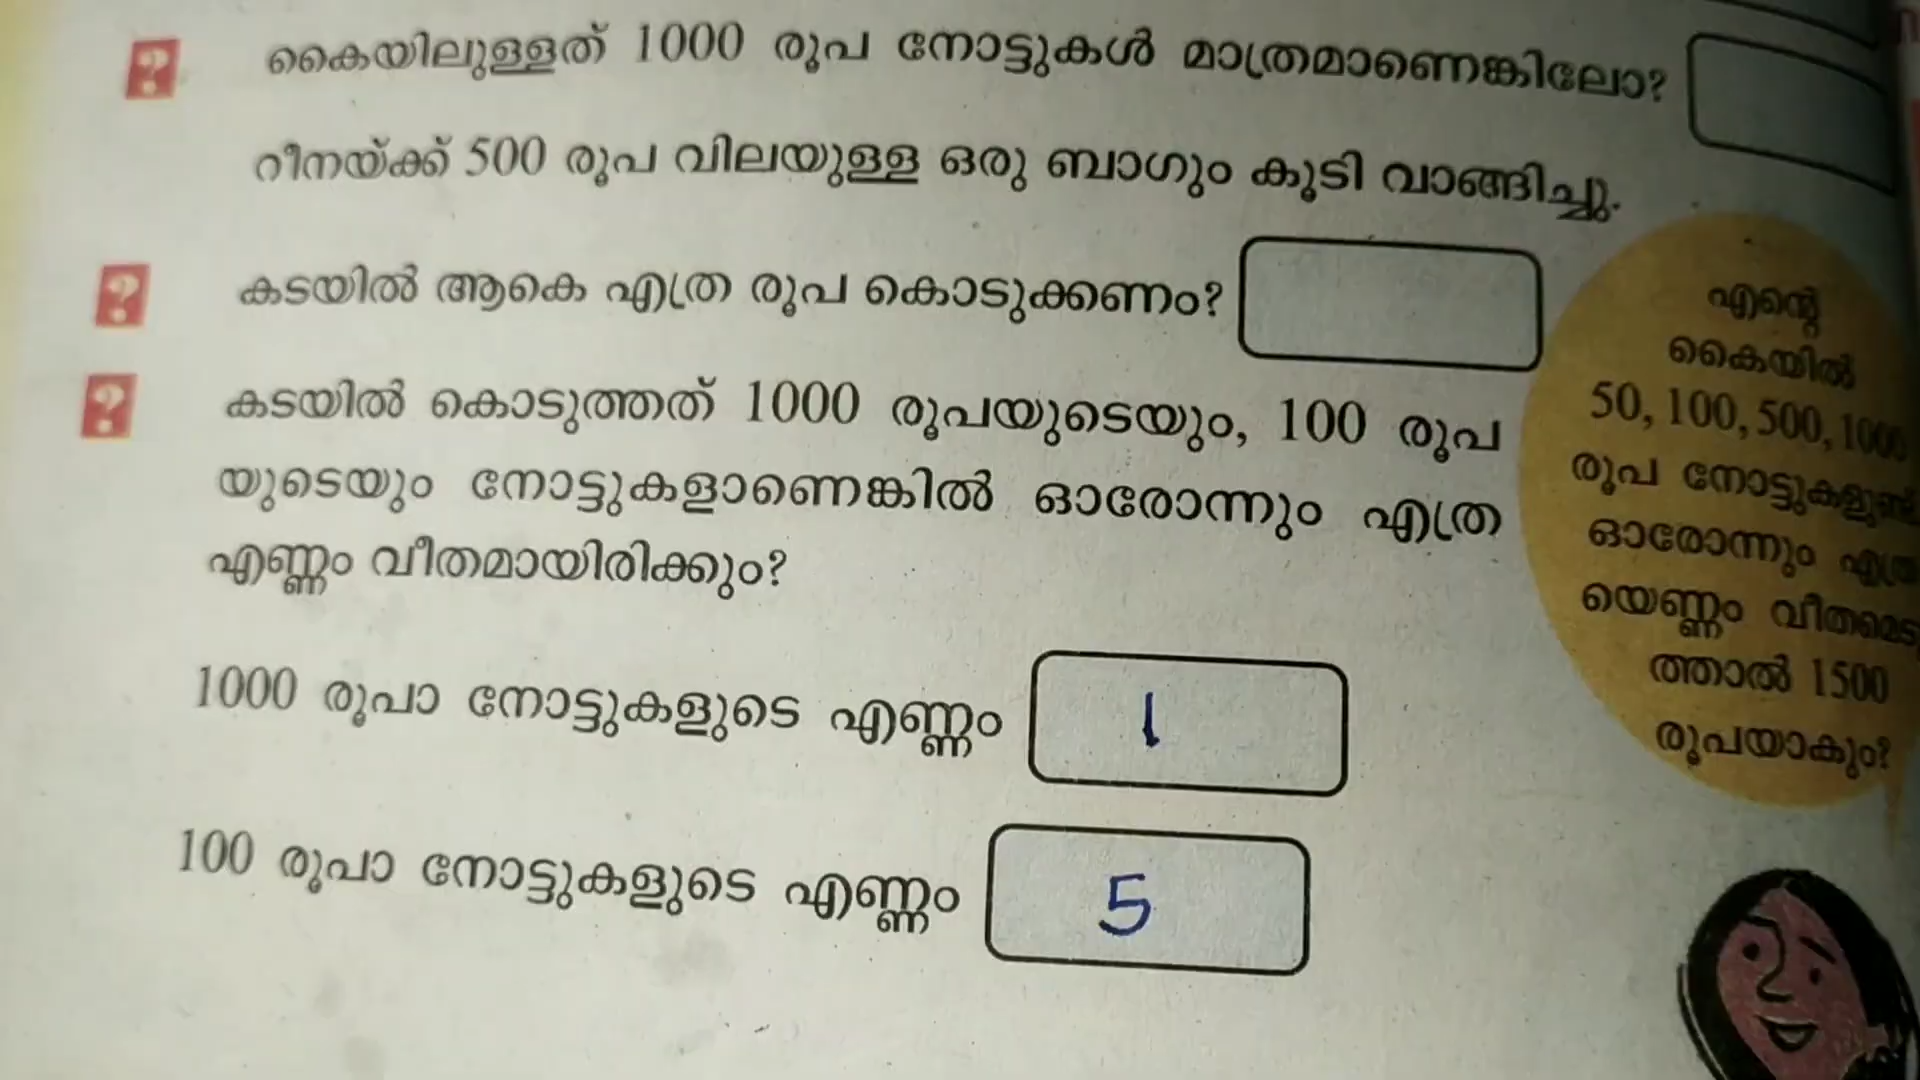 ? കൈയിലുള്ളത് 1000 രൂപ നോട്ടുകൾ മാത്രമാണെങ്കിലോ?
റീനയ്ക്ക് 500 രൂപ വിലയുള്ള ഒരു ബാഗും കൂടി വാങ്ങിച്ചു.
? കടയിൽ ആകെ എത്ര രൂപ കൊടുക്കണം?
? കടയിൽ കൊടുത്തത് 1000 രൂപയുടെയും, 100 രൂപ
യുടെയും നോട്ടുകളാണെങ്കിൽ ഓരോന്നും എത്ര
എണ്ണം വീതമായിരിക്കും?
1000 രൂപാ നോട്ടുകളുടെ എണ്ണം 1
100 രൂപാ നോട്ടുകളുടെ എണ്ണം 5
എന്റെ
കൈയിൽ
50, 100, 500, 1000
രൂപ
ഓരോന്നും
യെണ്ണം
ത്താൽ 1500
രൂപയാകും?